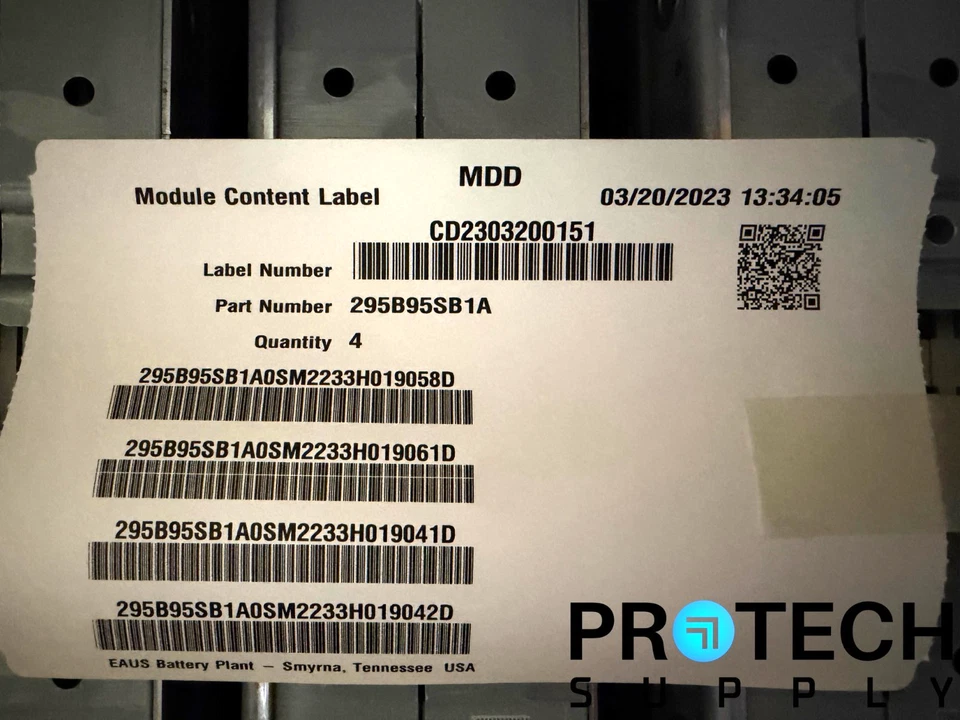 MDD
Module Content Label 03/20/2023 13:34:05
CD2303200151
Label Number
Part Number 295B95SB1A
Quantity 4
295B95SB1A0SM2233H019058D
295B95SB1A0SM2233H019061D
295B95SB1A0SM2233H019041D
295B95SB1A0SM2233H019042D
EAUS Battery Plant – Smyrna, Tennessee USA
PROTECH
SUPPLY